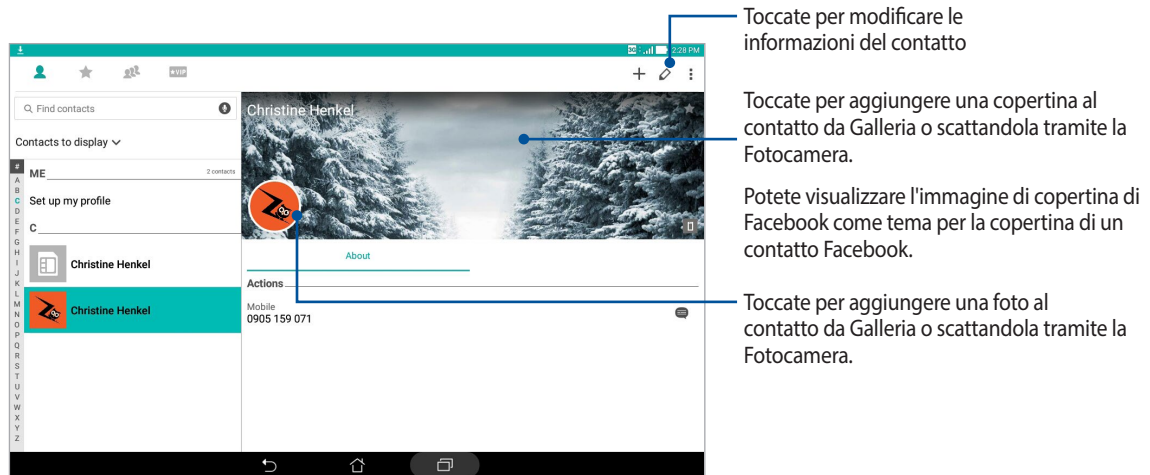 Toccate per modificare le
informazioni del contatto
3G 2:28 PM
VIP
Find contacts
Christine Henkel
Toccate per aggiungere una copertina al
contatto da Galleria o scattandola tramite la
Fotocamera.
Contacts to display
#
A
B
C
D
E
F
G
H
I
J
K
L
M
N
O
P
Q
R
S
T
U
V
W
X
Y
Z
ME 2 contacts
Set up my profile
C
Christine Henkel
Christine Henkel
Potete visualizzare l'immagine di copertina di
Facebook come tema per la copertina di un
contatto Facebook.
About
Actions
Mobile
0905 159 071
Toccate per aggiungere una foto al
contatto da Galleria o scattandola tramite la
Fotocamera.